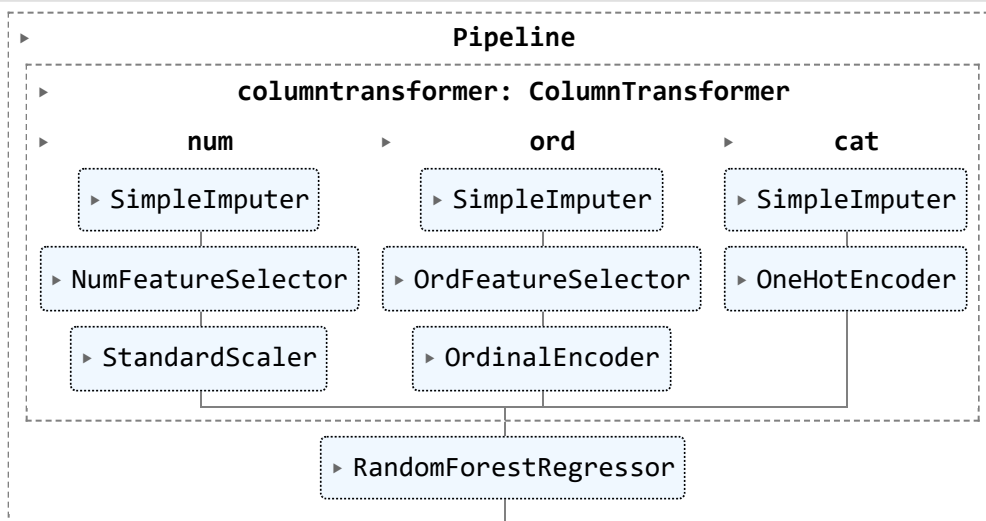 Pipeline
columntransformer: ColumnTransformer
num ord cat
SimpleImputer SimpleImputer SimpleImputer
NumFeatureSelector OrdFeatureSelector OneHotEncoder
StandardScaler OrdinalEncoder
RandomForestRegressor